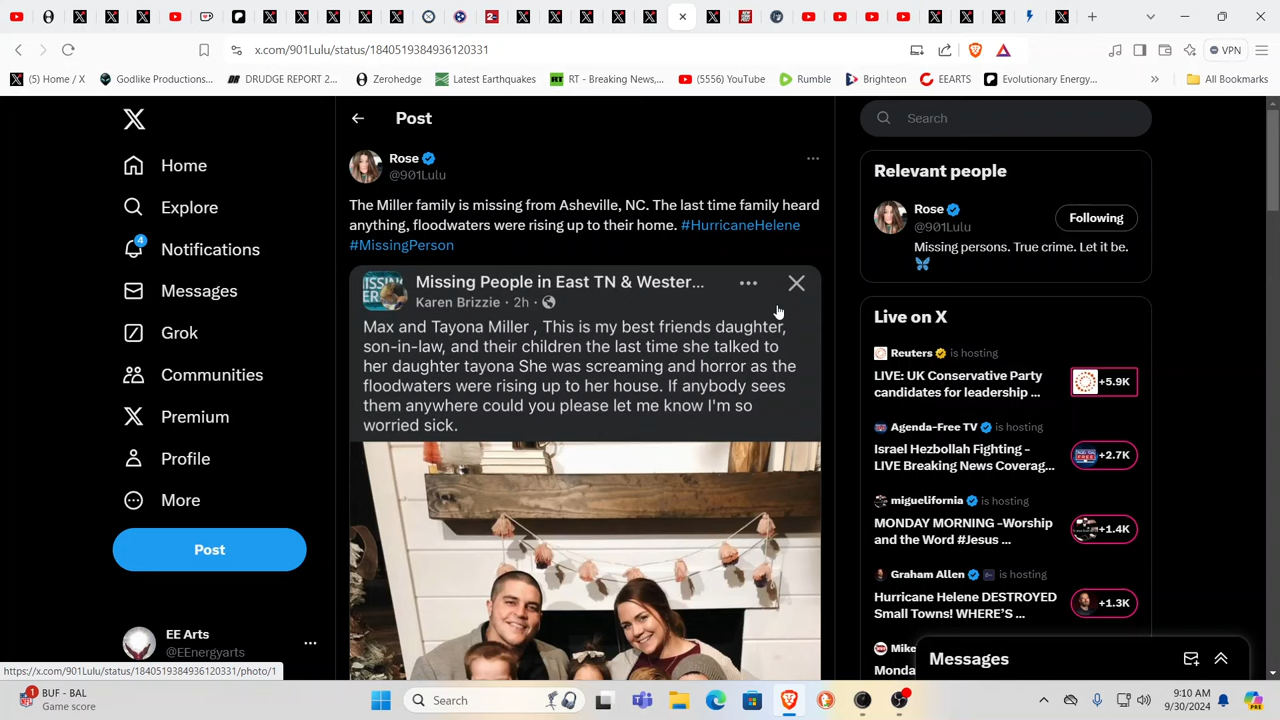 x.com/901Lulu/status/1840519384936120331
VPN
(5) Home / X
Godlike Productions...
DRUDGE REPORT 2...
Zerohedge
Latest Earthquakes
RT - Breaking News,...
(5556) YouTube
Rumble
Brighteon
EEARTS
Evolutionary Energy...
»
All Bookmarks
Home
Explore
4
Notifications
Messages
Grok
Communities
Premium
Profile
More
Post
EE Arts
@EEnergyarts
https://x.com/901Lulu/status/1840519384936120331/photo/1
Post
Rose
@901Lulu
The Miller family is missing from Asheville, NC. The last time family heard
anything, floodwaters were rising up to their home. #HurricaneHelene
#MissingPerson
Missing People in East TN & Wester...
Karen Brizzie · 2h ·
Max and Tayona Miller , This is my best friends daughter,
son-in-law, and their children the last time she talked to
her daughter tayona She was screaming and horror as the
floodwaters were rising up to her house. If anybody sees
them anywhere could you please let me know I'm so
worried sick.
Search
Relevant people
Rose
@901Lulu
Following
Missing persons. True crime. Let it be.
Live on X
Reuters is hosting
LIVE: UK Conservative Party
candidates for leadership ...
+5.9K
Agenda-Free TV is hosting
Israel Hezbollah Fighting -
LIVE Breaking News Coverag...
+2.7K
miguelifornia is hosting
MONDAY MORNING -Worship
and the Word #Jesus ...
+1.4K
Graham Allen is hosting
Hurricane Helene DESTROYED
Small Towns! WHERE'S ...
+1.3K
Mike
Monda
Messages
1
BUF - BAL
Game score
Search
9:10 AM
9/30/2024